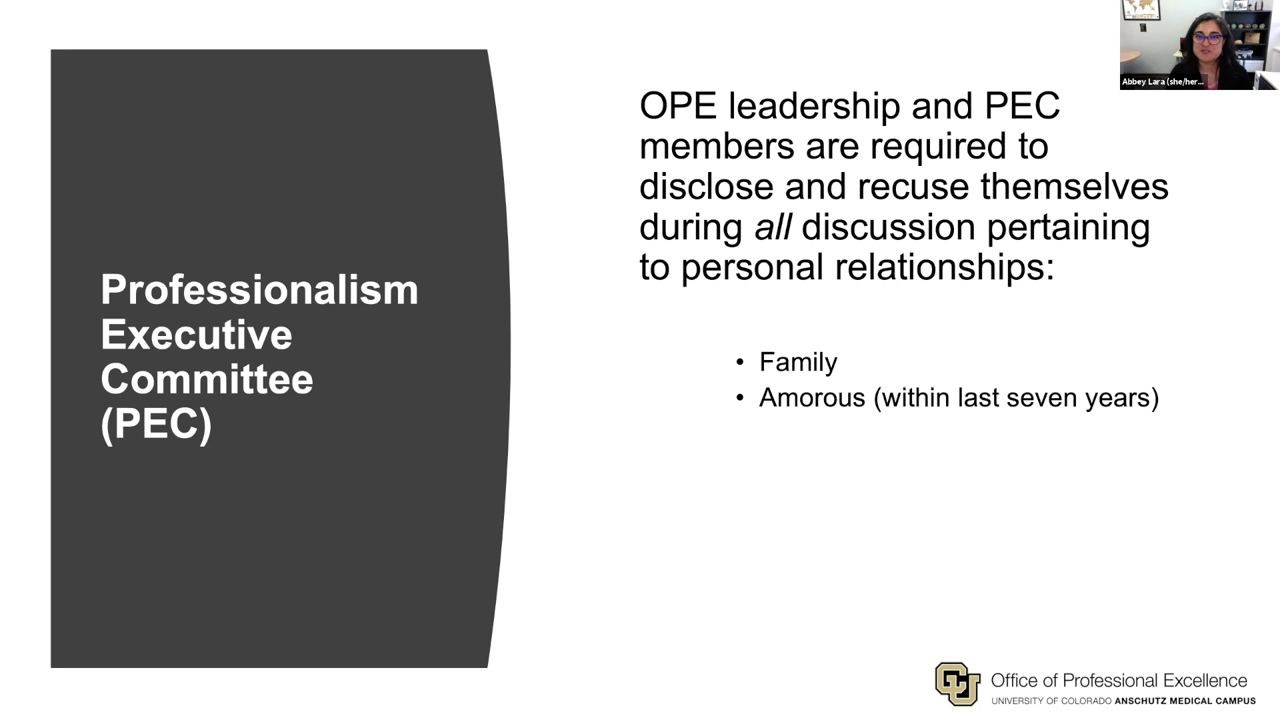 Abbey Lara (she/her...
OPE leadership and PEC
members are required to
disclose and recuse themselves
during all discussion pertaining
to personal relationships:
• Family
• Amorous (within last seven years)
Professionalism
Executive
Committee
(PEC)
CU
Office of Professional Excellence
UNIVERSITY OF COLORADO ANSCHUTZ MEDICAL CAMPUS